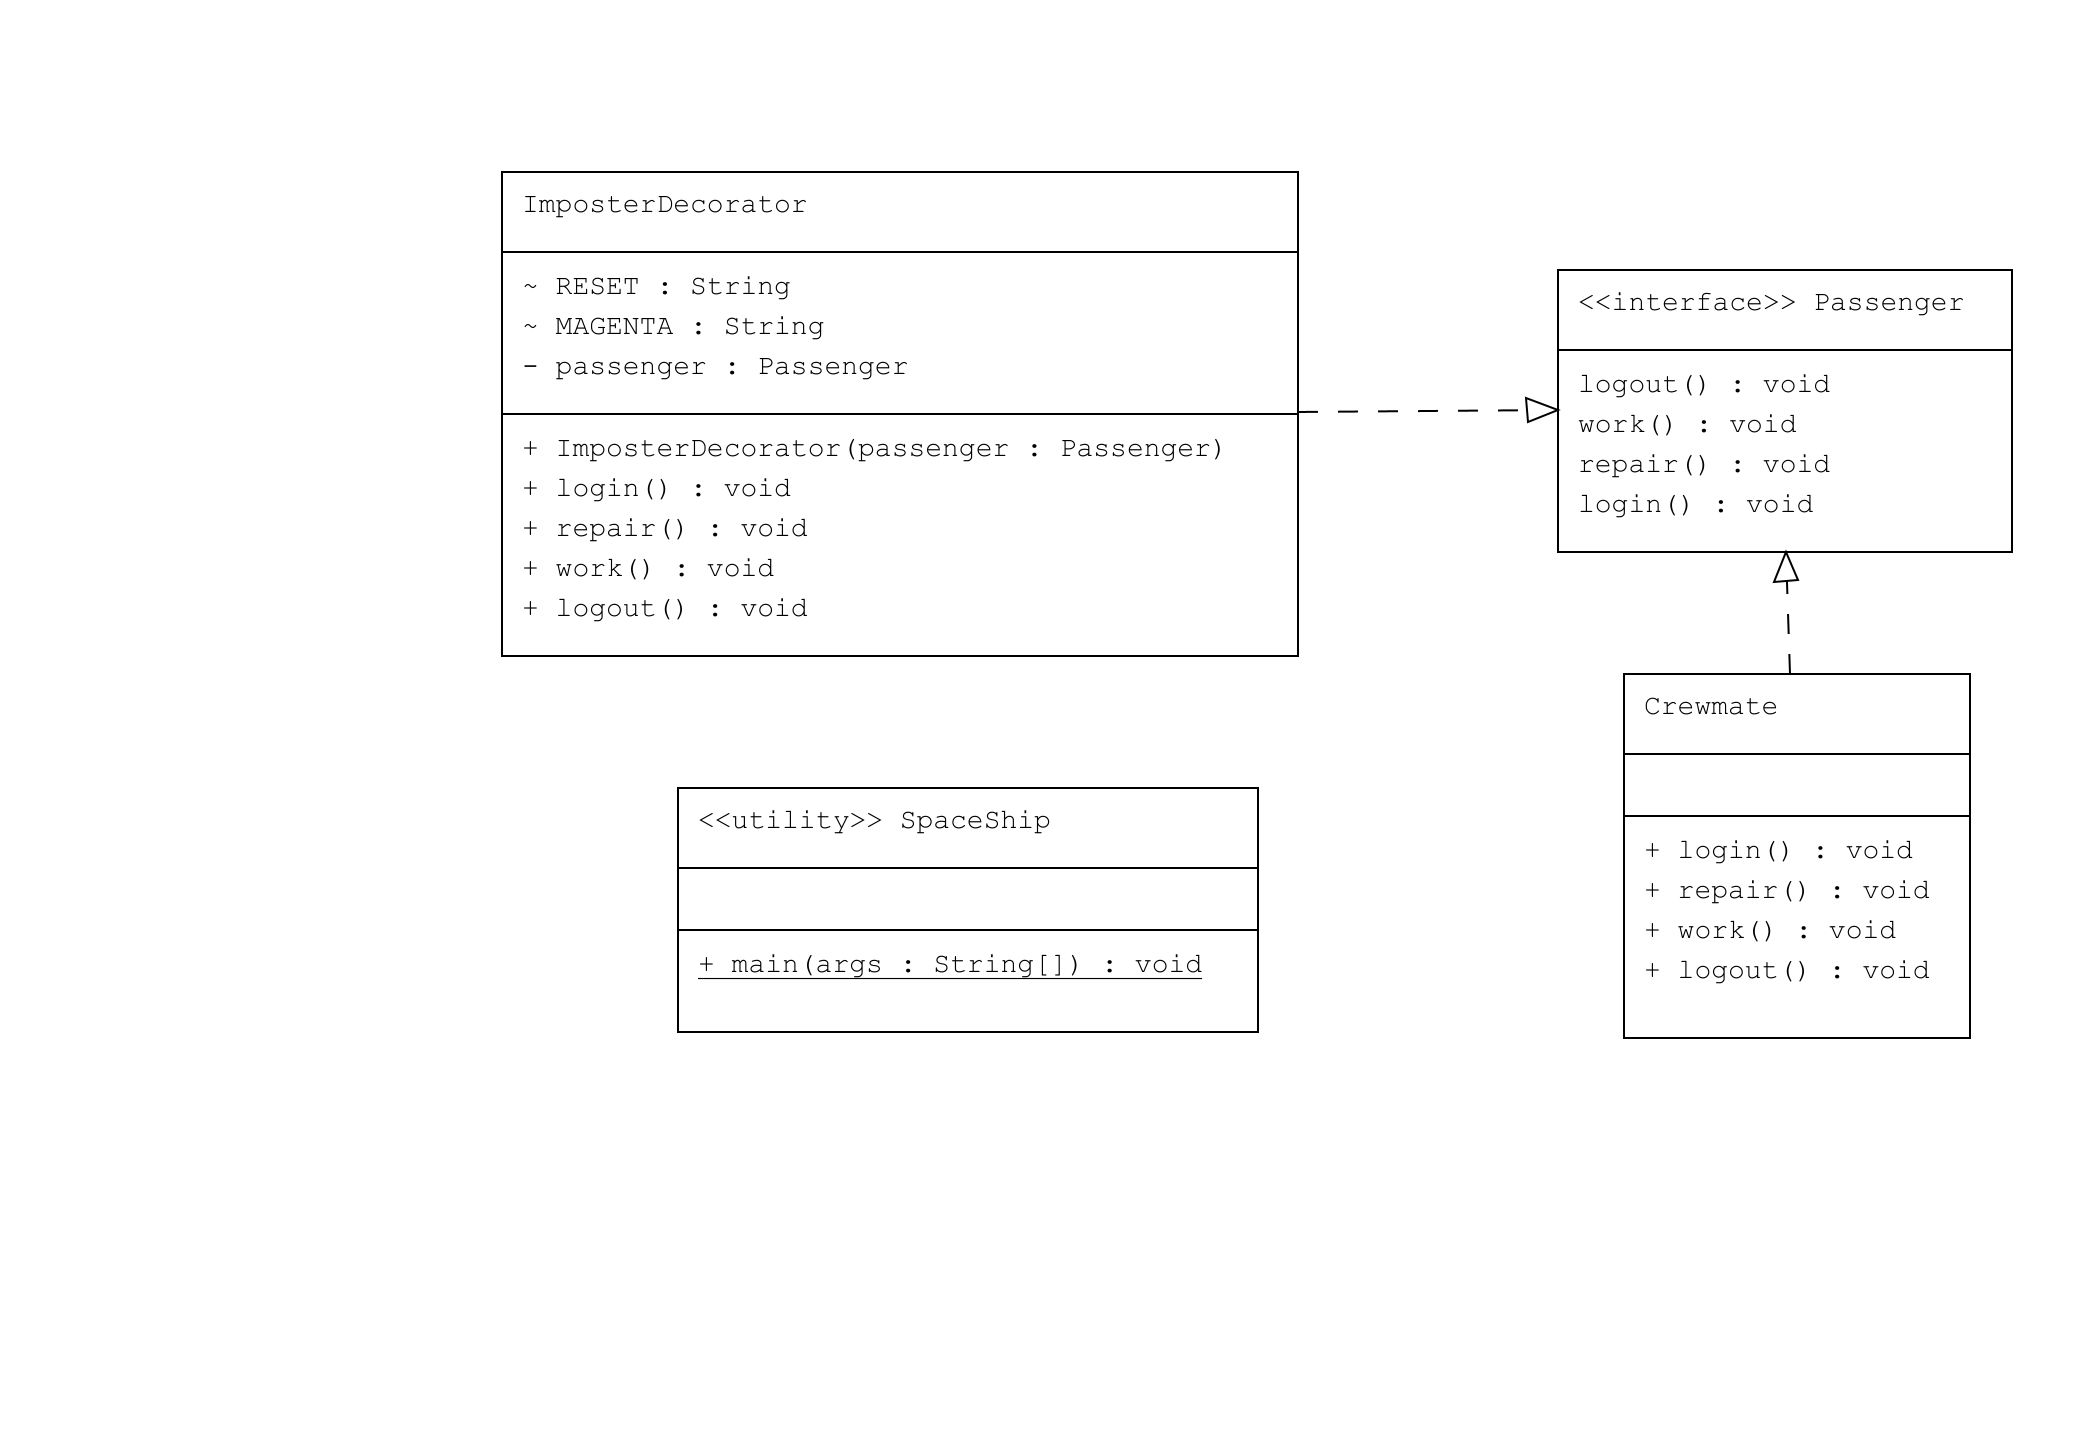 ImposterDecorator
~ RESET : String
~ MAGENTA : String
- passenger : Passenger
+ ImposterDecorator(passenger : Passenger)
+ login() : void
+ repair() : void
+ work() : void
+ logout() : void
<<interface>> Passenger
logout() : void
work() : void
repair() : void
login() : void
<<utility>> SpaceShip
+ main(args : String[]) : void
Crewmate
+ login() : void
+ repair() : void
+ work() : void
+ logout() : void